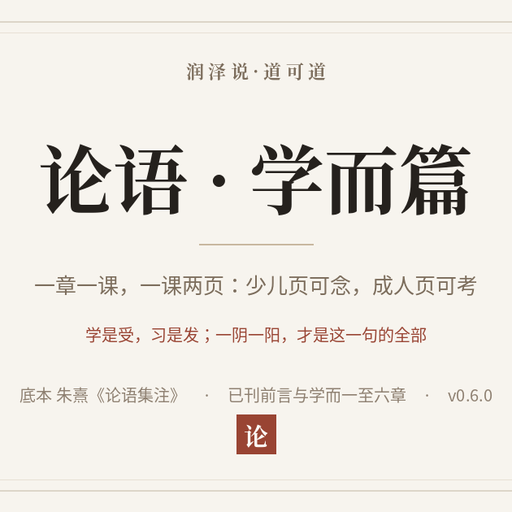 润泽说·道可道
论语·学而篇
一章一课，一课两页：少儿页可念，成人页可考
学是受，习是发；一阴一阳，才是这一句的全部
底本 朱熹《论语集注》 · 已刊前言与学而一至六章 · v0.6.0
论